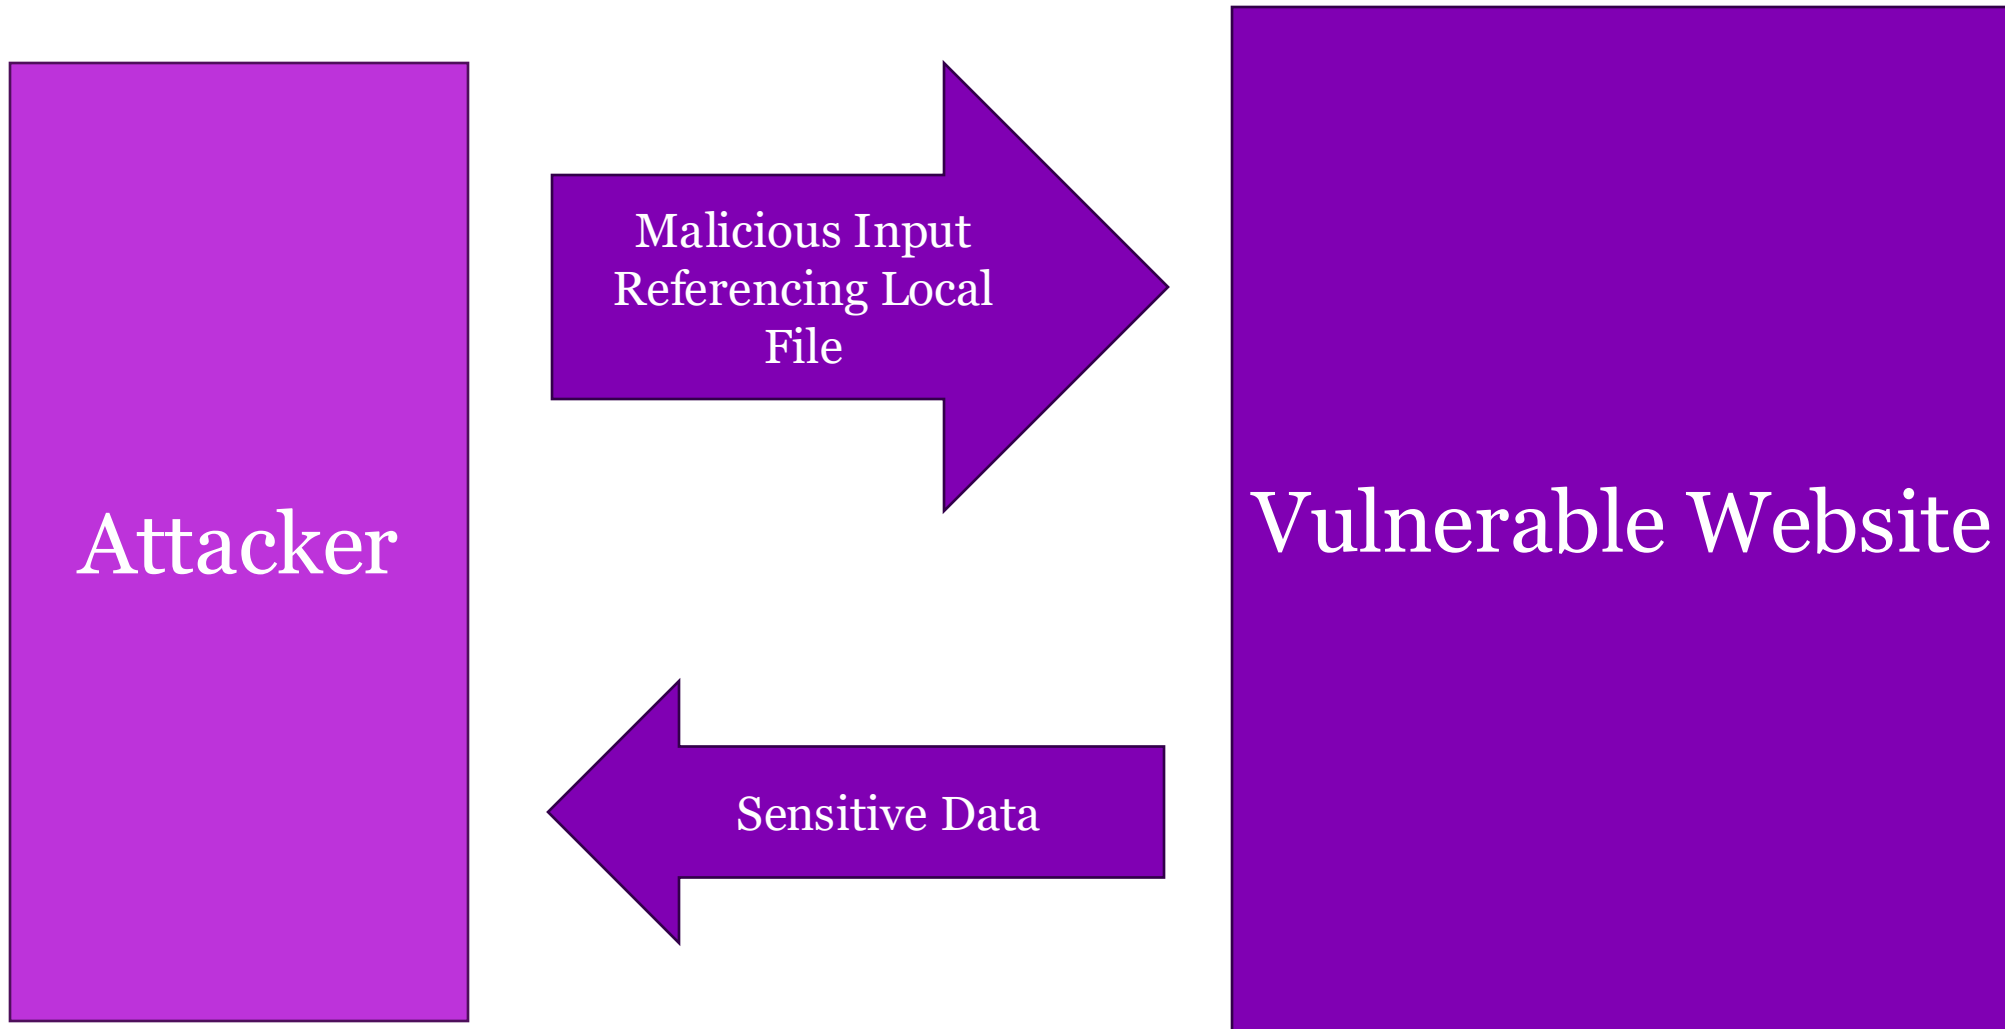 Attacker
Malicious Input
Referencing Local
File
Sensitive Data
Vulnerable Website